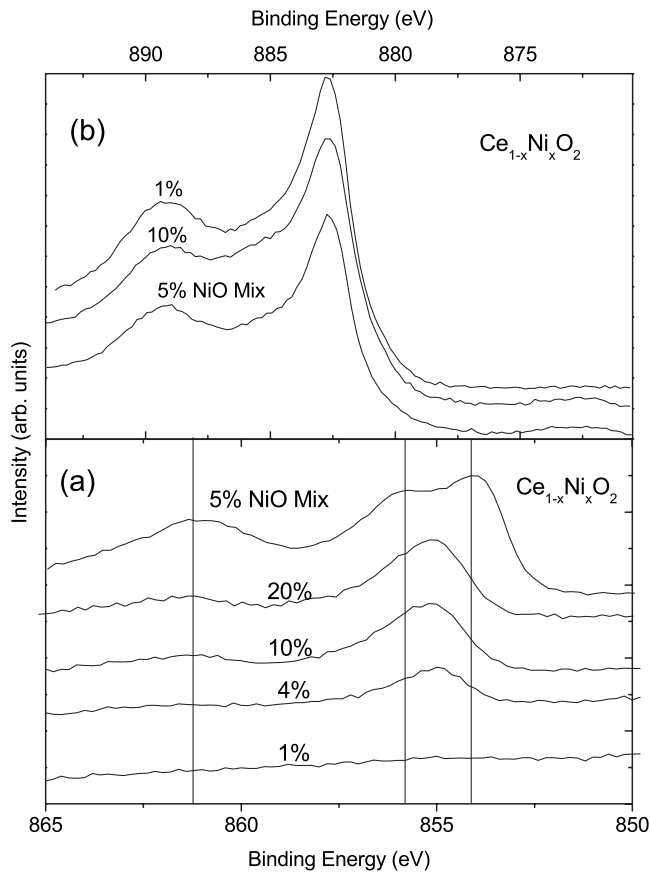 Binding Energy (eV)
890 885 880 875
(b)
Ce1-xNixO2
1%
10%
5% NiO Mix
Intensity (arb. units)
(a)
5% NiO Mix
Ce1-xNixO2
20%
10%
4%
1%
865 860 855 850
Binding Energy (eV)